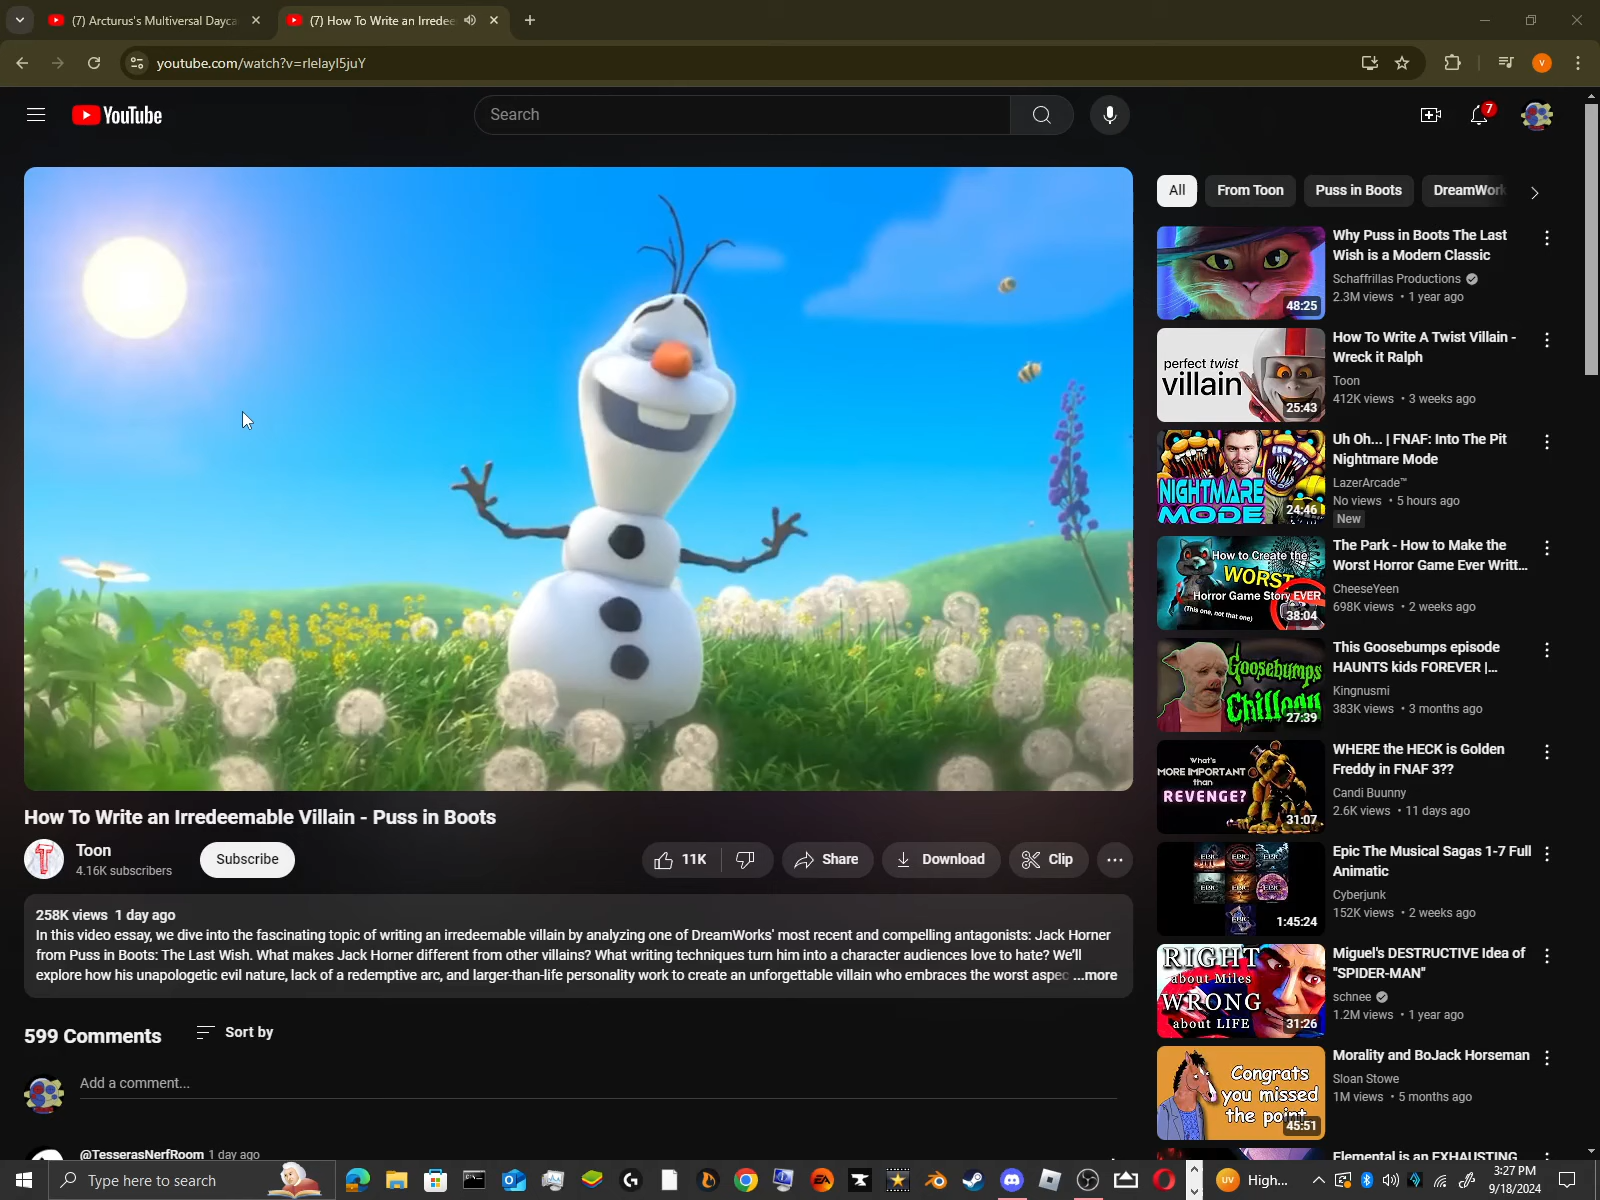 (7) Arcturus's Multiversal Dayca
(7) How To Write an Irredee
youtube.com/watch?v=rlelayI5juY
V
YouTube
Search
7
All
From Toon
Puss in Boots
DreamWork
48:25
Why Puss in Boots The Last
Wish is a Modern Classic
Schaffrillas Productions
2.3M views • 1 year ago
perfect twist
villain
25:43
How To Write A Twist Villain -
Wreck it Ralph
Toon
412K views • 3 weeks ago
NIGHTMARE
MODE
24:46
Uh Oh... | FNAF: Into The Pit
Nightmare Mode
LazerArcade™
No views • 5 hours ago
New
How to Create the
WORST
Horror Game Story EVER
(This one, not that one)
38:04
The Park - How to Make the
Worst Horror Game Ever Writt...
CheeseYeen
698K views • 2 weeks ago
Goosebumps
Chillogy
27:39
This Goosebumps episode
HAUNTS kids FOREVER |...
Kingnusmi
383K views • 3 months ago
What's
MORE IMPORTANT
than
REVENGE?
31:07
WHERE the HECK is Golden
Freddy in FNAF 3??
Candi Buunny
2.6K views • 11 days ago
EPIC EPIC EPIC
EPIC EPIC EPIC
EPIC
1:45:24
Epic The Musical Sagas 1-7 Full
Animatic
Cyberjunk
152K views • 2 weeks ago
RIGHT
about Miles
WRONG
about LIFE
31:26
Miguel's DESTRUCTIVE Idea of
"SPIDER-MAN"
schnee
1.2M views • 1 year ago
Congrats
you missed
the point
45:51
Morality and BoJack Horseman
Sloan Stowe
1M views • 5 months ago
Elemental is an EXHAUSTING
How To Write an Irredeemable Villain - Puss in Boots
T
Toon
4.16K subscribers
Subscribe
11K
Share
Download
Clip
258K views 1 day ago
In this video essay, we dive into the fascinating topic of writing an irredeemable villain by analyzing one of DreamWorks' most recent and compelling antagonists: Jack Horner
from Puss in Boots: The Last Wish. What makes Jack Horner different from other villains? What writing techniques turn him into a character audiences love to hate? We'll
explore how his unapologetic evil nature, lack of a redemptive arc, and larger-than-life personality work to create an unforgettable villain who embraces the worst aspec ...more
599 Comments
Sort by
Add a comment...
@TesserasNerfRoom 1 day ago
Type here to search
EA
UV
High...
3:27 PM
9/18/2024